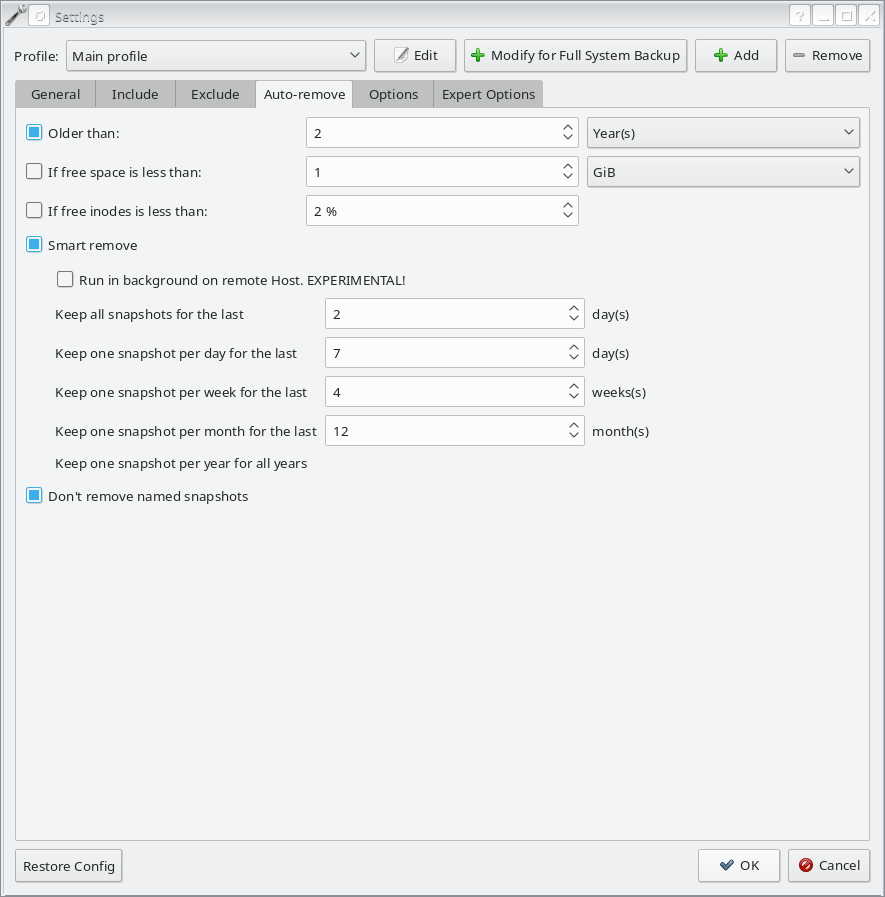 Settings
Profile: Main profile Edit Modify for Full System Backup Add Remove
General Include Exclude Auto-remove Options Expert Options
Older than: 2 Year(s)
If free space is less than: 1 GiB
If free inodes is less than: 2 %
Smart remove
Run in background on remote Host. EXPERIMENTAL!
Keep all snapshots for the last 2 day(s)
Keep one snapshot per day for the last 7 day(s)
Keep one snapshot per week for the last 4 weeks(s)
Keep one snapshot per month for the last 12 month(s)
Keep one snapshot per year for all years
Don't remove named snapshots
Restore Config OK Cancel